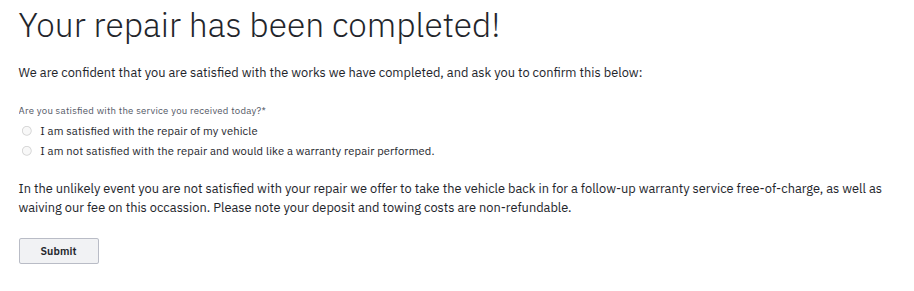 Your repair has been completed!
We are confident that you are satisfied with the works we have completed, and ask you to confirm this below:
Are you satisfied with the service you received today?*
I am satisfied with the repair of my vehicle
I am not satisfied with the repair and would like a warranty repair performed.
In the unlikely event you are not satisfied with your repair we offer to take the vehicle back in for a follow-up warranty service free-of-charge, as well as
waiving our fee on this occassion. Please note your deposit and towing costs are non-refundable.
Submit